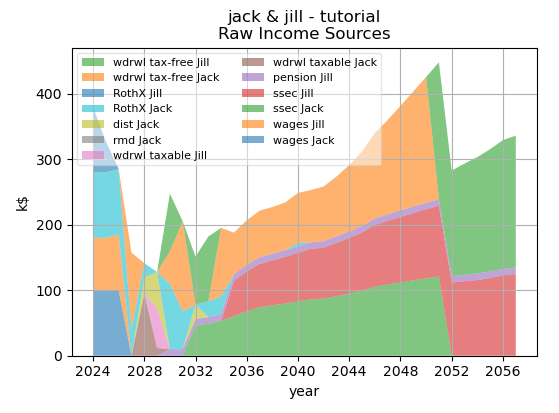 jack & jill - tutorial
Raw Income Sources
wdrwl tax-free Jill
wdrwl tax-free Jack
RothX Jill
RothX Jack
dist Jack
rmd Jack
wdrwl taxable Jill
wdrwl taxable Jack
pension Jill
ssec Jill
ssec Jack
wages Jill
wages Jack
k$
400
300
200
100
0
2024 2028 2032 2036 2040 2044 2048 2052 2056
year